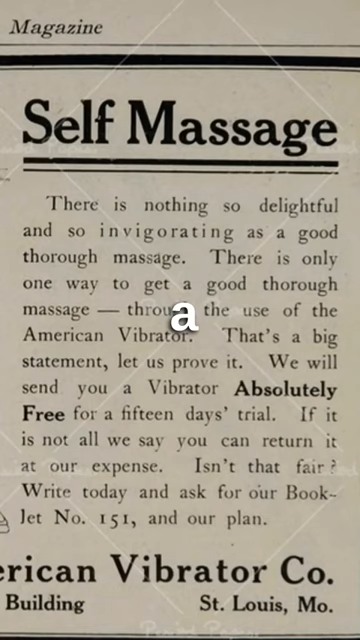 Magazine
Self Massage
There is nothing so delightful
and so invigorating as a good
thorough massage. There is only
one way to get a good thorough
massage — the use of the
a
American Vibrator. That's a big
statement, let us prove it. We will
send you a Vibrator Absolutely
Free for a fifteen days' trial. If it
is not all we say you can return it
at our expense. Isn't that fair?
Write today and ask for our Book-
let No. 151, and our plan.
erican Vibrator Co.
Building St. Louis, Mo.